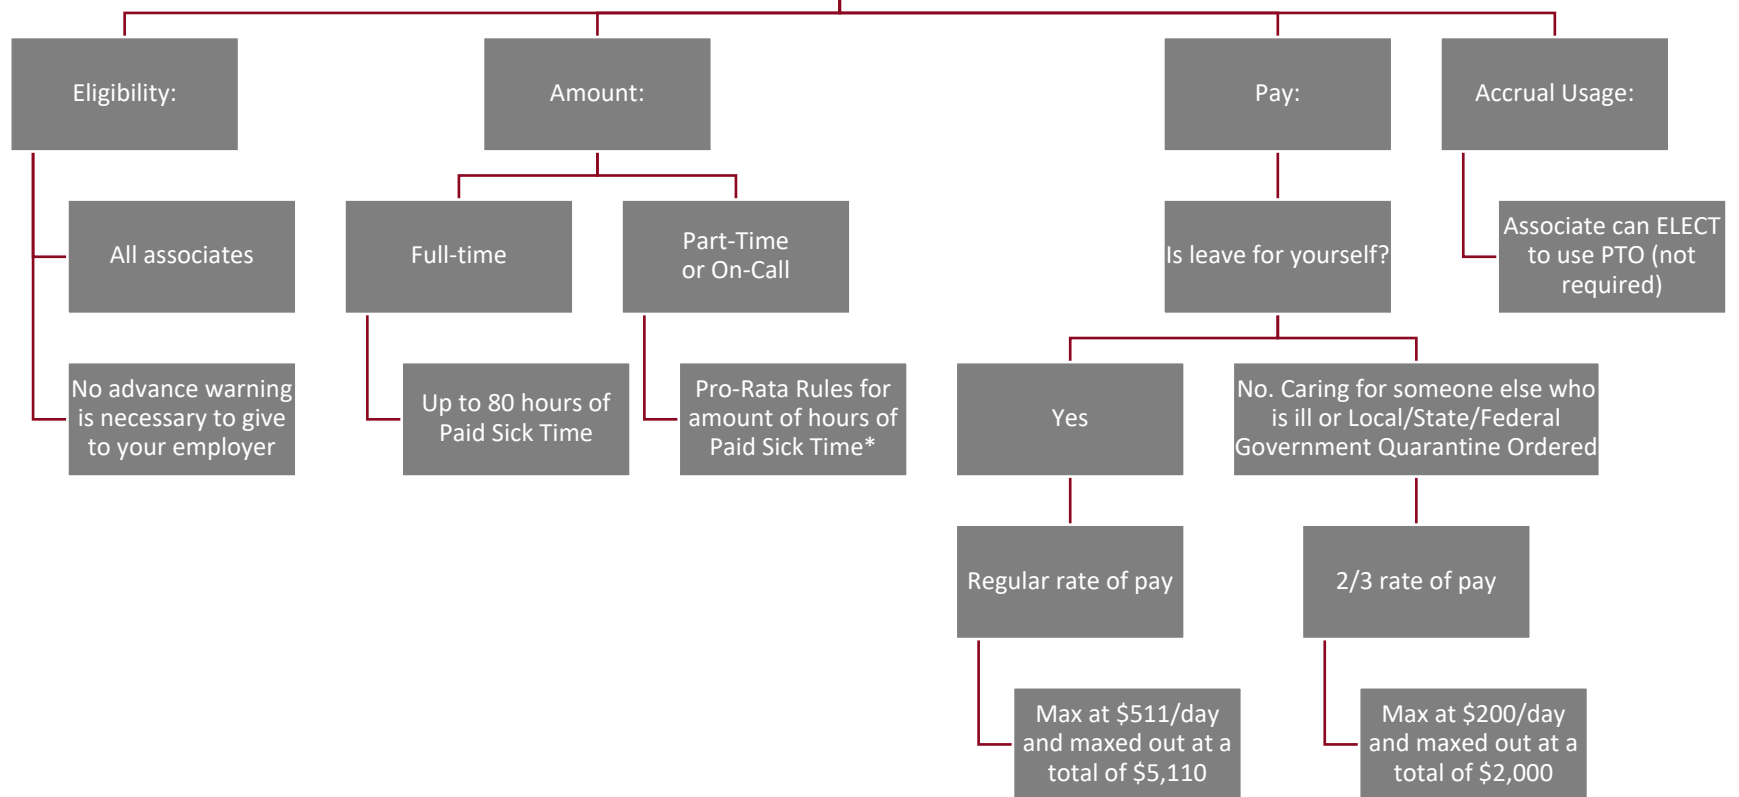 Eligibility:
Amount:
Pay:
Accrual Usage:
All associates
Full-time
Part-Time
or On-Call
Is leave for yourself?
Associate can ELECT
to use PTO (not
required)
No advance warning
is necessary to give
to your employer
Up to 80 hours of
Paid Sick Time
Pro-Rata Rules for
amount of hours of
Paid Sick Time*
Yes
No. Caring for someone else who
is ill or Local/State/Federal
Government Quarantine Ordered
Regular rate of pay
2/3 rate of pay
Max at $511/day
and maxed out at a
total of $5,110
Max at $200/day
and maxed out at a
total of $2,000